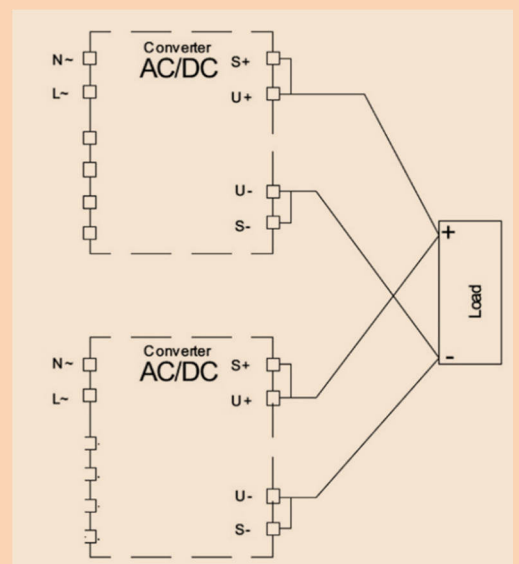 Converter
AC/DC
N~
L~
S+
U+
U-
S-
+
Load
-
Converter
AC/DC
N~
L~
S+
U+
U-
S-